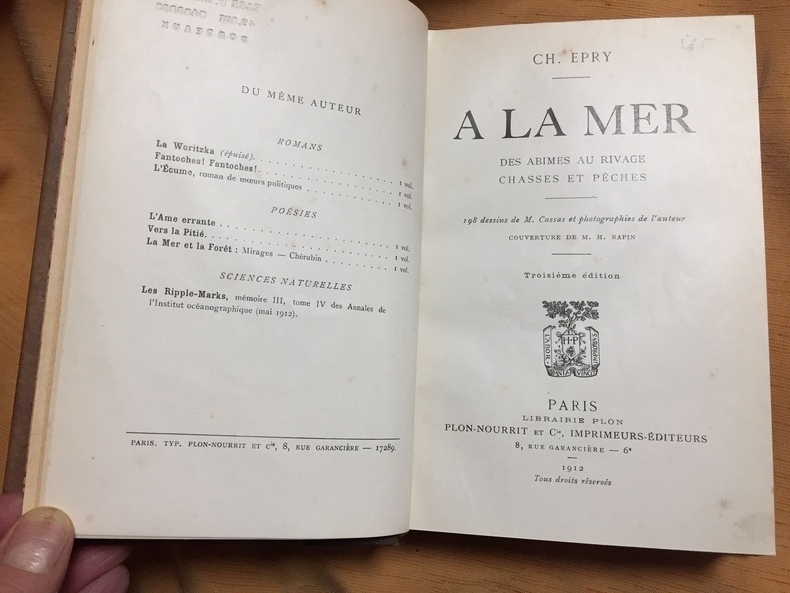 BORDEAUX
DU MÊME AUTEUR
ROMANS
La Woritzka (épuisé). . . . . . . . . . . . . . . 1 vol.
Fantoches! Fantoches!. . . . . . . . . . . . . . 1 vol.
L'Écume, roman de mœurs politiques . . . . . . . . 1 vol.
POÉSIES
L'Ame errante . . . . . . . . . . . . . . . . . . 1 vol.
Vers la Pitié. . . . . . . . . . . . . . . . . . . 1 vol.
La Mer et la Forêt : Mirages — Chérubin . . . . . . 1 vol.
SCIENCES NATURELLES
Les Ripple-Marks, mémoire III, tome IV des Annales de
l'Institut océanographique (mai 1912).
PARIS. TYP. PLON-NOURRIT ET Cie, 8, RUE GARANCIÈRE — 17289.
CH. EPRY
A LA MER
DES ABIMES AU RIVAGE
CHASSES ET PÊCHES
198 dessins de M. Cassas et photographies de l'auteur
COUVERTURE DE M. H. RAPIN
Troisième édition
LABOR
H·P
IMPROBUS
OMNIA VINCIT
PARIS
LIBRAIRIE PLON
PLON-NOURRIT ET Cie, IMPRIMEURS-ÉDITEURS
8, RUE GARANCIÈRE — 6e
1912
Tous droits réservés